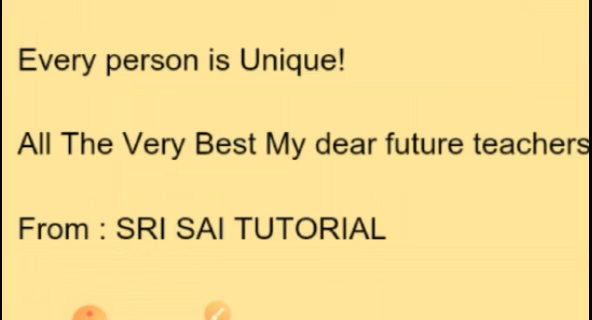 Every person is Unique!
All The Very Best My dear future teachers
From : SRI SAI TUTORIAL